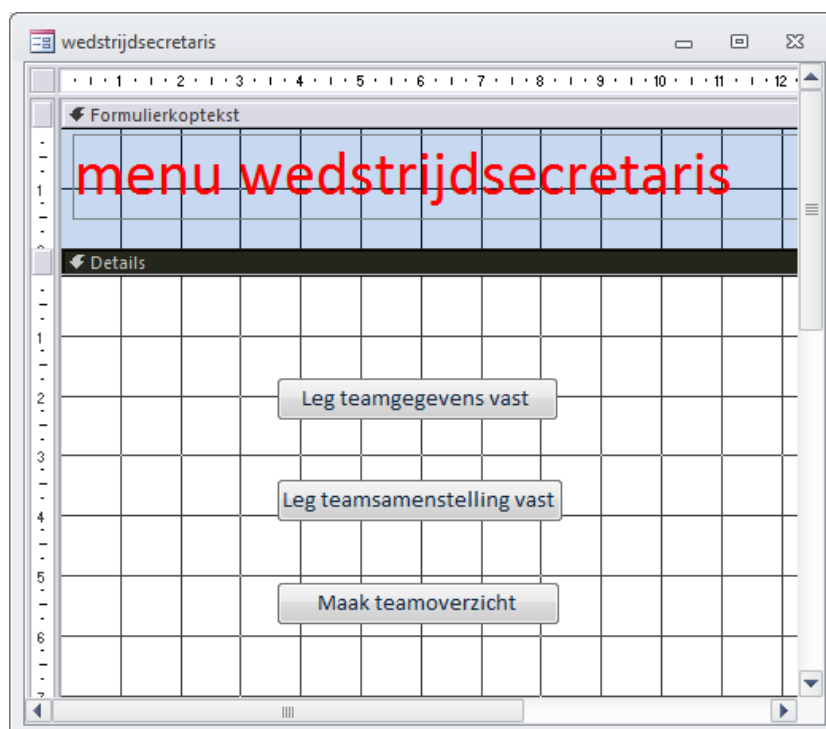 wedstrijdsecretaris
1 2 3 4 5 6 7 8 9 10 11 12
Formulierkoptekst
1
menu wedstrijdsecretaris
Details
1
2
Leg teamgegevens vast
3
4
Leg teamsamenstelling vast
5
Maak teamoverzicht
6